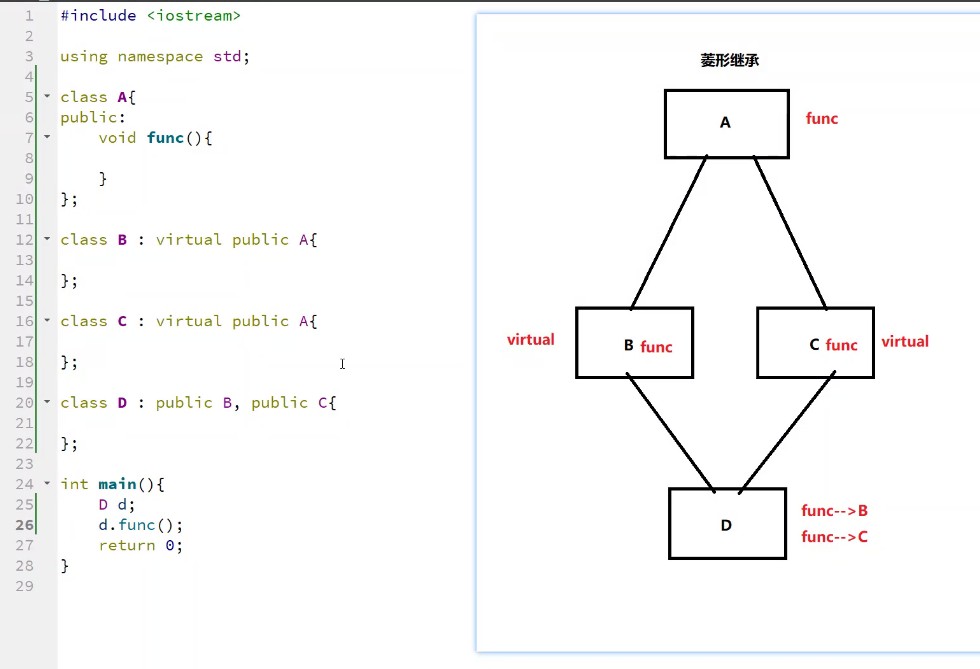 1 #include <iostream>
2
3 using namespace std;
4
5 class A{
6 public:
7     void func(){
8
9     }
10 };
11
12 class B : virtual public A{
13
14 };
15
16 class C : virtual public A{
17
18 };
19
20 class D : public B, public C{
21
22 };
23
24 int main(){
25     D d;
26     d.func();
27     return 0;
28 }
29
菱形继承
A func
virtual B func C func virtual
D
func-->B
func-->C